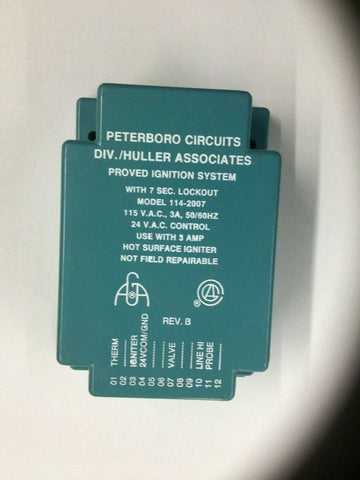 PETERBORO CIRCUITS
DIV./HULLER ASSOCIATES
PROVED IGNITION SYSTEM
WITH 7 SEC. LOCKOUT
MODEL 114-2007
115 V.A.C., 3A, 50/60HZ
24 V.A.C. CONTROL
USE WITH 3 AMP
HOT SURFACE IGNITER
NOT FIELD REPAIRABLE
AGA
REV. B
01 THERM
02
03 IGNITER
04 24VCOM/GND
05
06
07 VALVE
08
09
10 LINE HI
11 PROBE
12